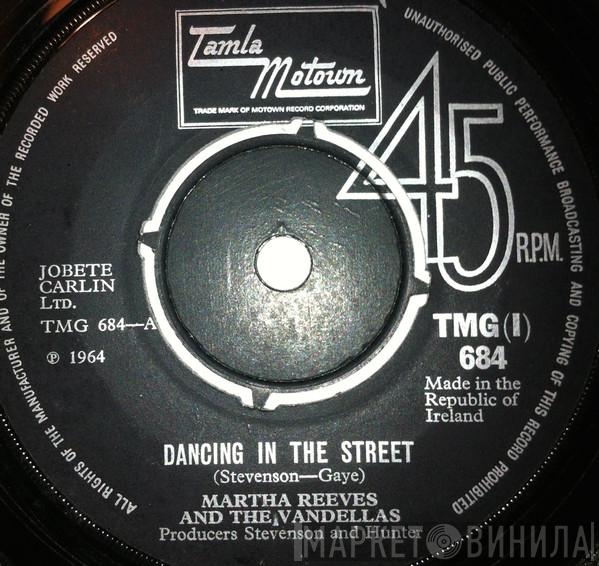 Tamla
Motown
TRADE MARK OF MOTOWN RECORD CORPORATION
UNAUTHORISED PUBLIC PERFORMANCE BROADCASTING AND COPYING OF THIS RECORD PROHIBITED
ALL RIGHTS OF THE MANUFACTURER AND OF THE OWNER OF THE RECORDED WORK RESERVED
45
R.P.M.
JOBETE
CARLIN
LTD.
TMG 684—A
℗ 1964
TMG(I)
684
Made in the
Republic of
Ireland
DANCING IN THE STREET
(Stevenson—Gaye)
MARTHA REEVES
AND THE VANDELLAS
Producers Stevenson and Hunter
МАРКЕТ ВИНИЛА